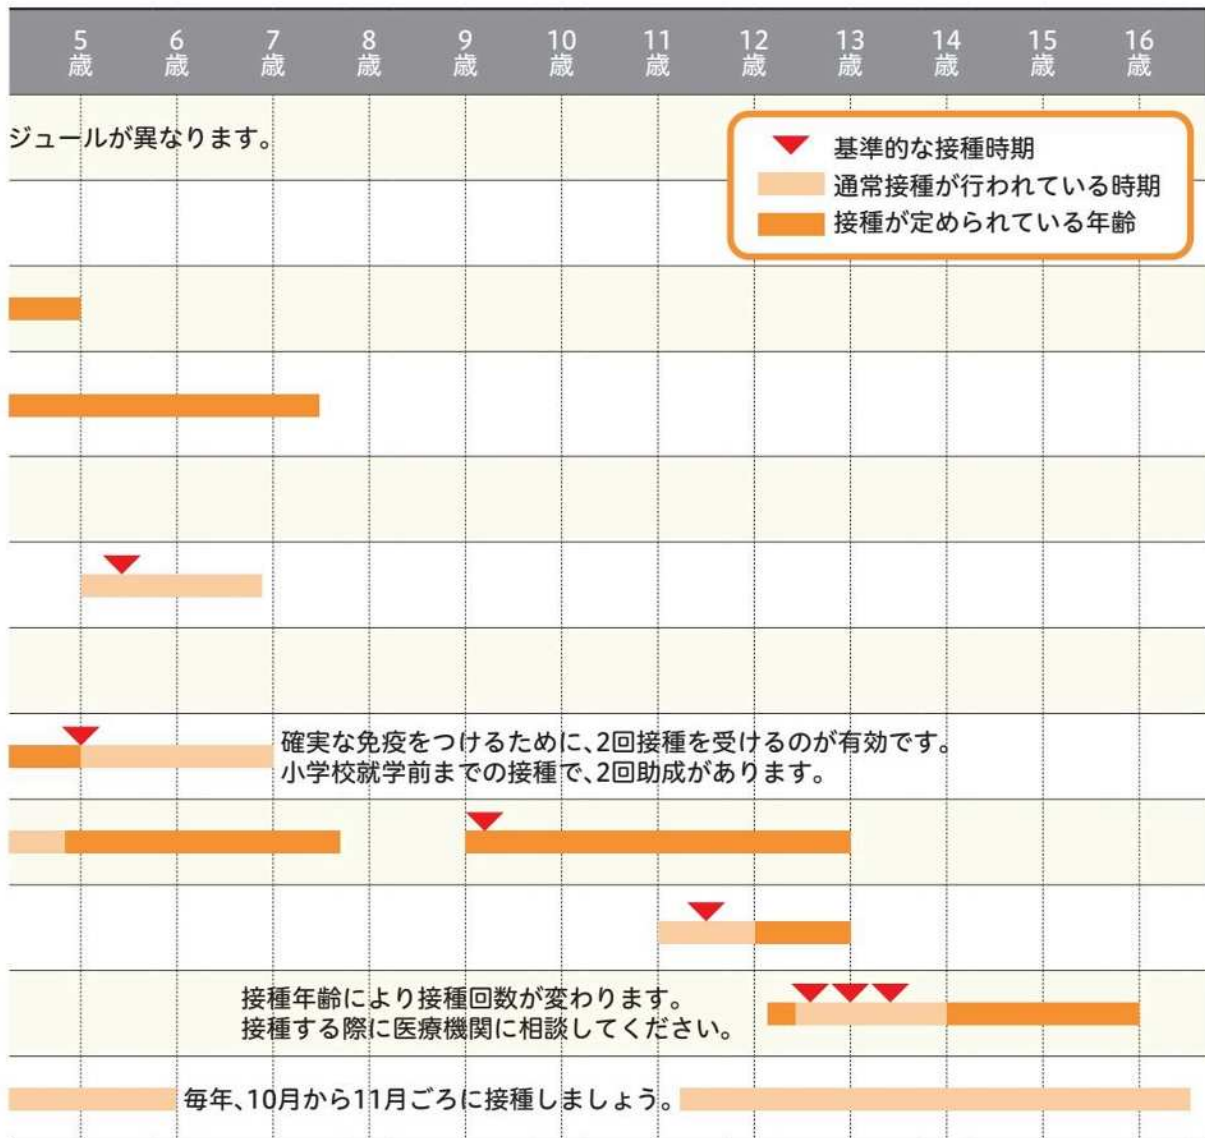 5歳 6歳 7歳 8歳 9歳 10歳 11歳 12歳 13歳 14歳 15歳 16歳
ジュールが異なります。
基準的な接種時期
通常接種が行われている時期
接種が定められている年齢
確実な免疫をつけるために、2回接種を受けるのが有効です。
小学校就学前までの接種で、2回助成があります。
接種年齢により接種回数が変わります。
接種する際に医療機関に相談してください。
毎年、10月から11月ごろに接種しましょう。